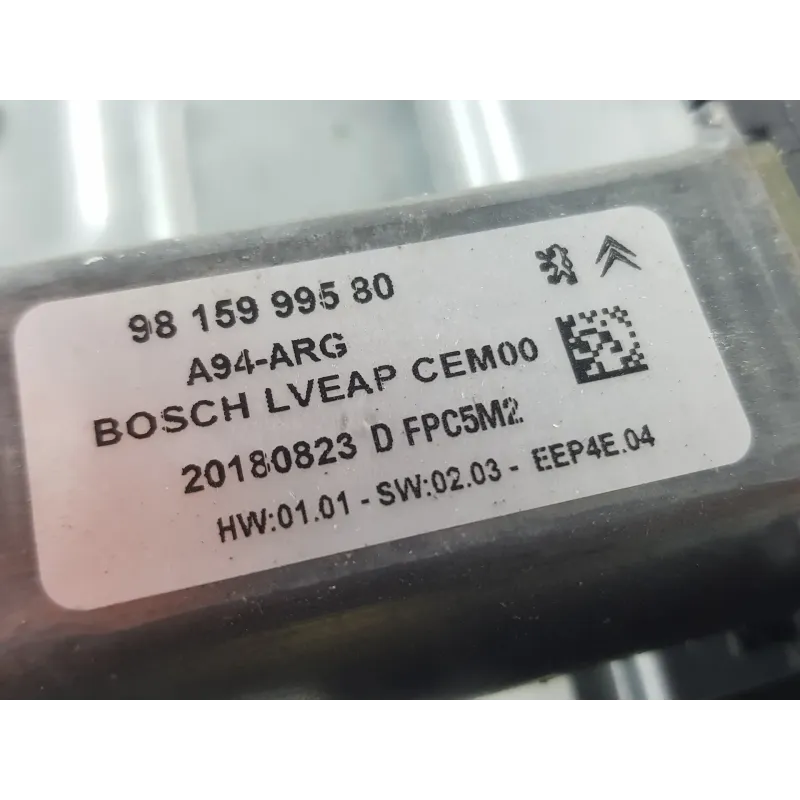 98 159 995 80
A94-ARG
BOSCH LVEAP CEM00
20180823 D FPC5M2
HW:01.01 - SW:02.03 - EEP4E.04